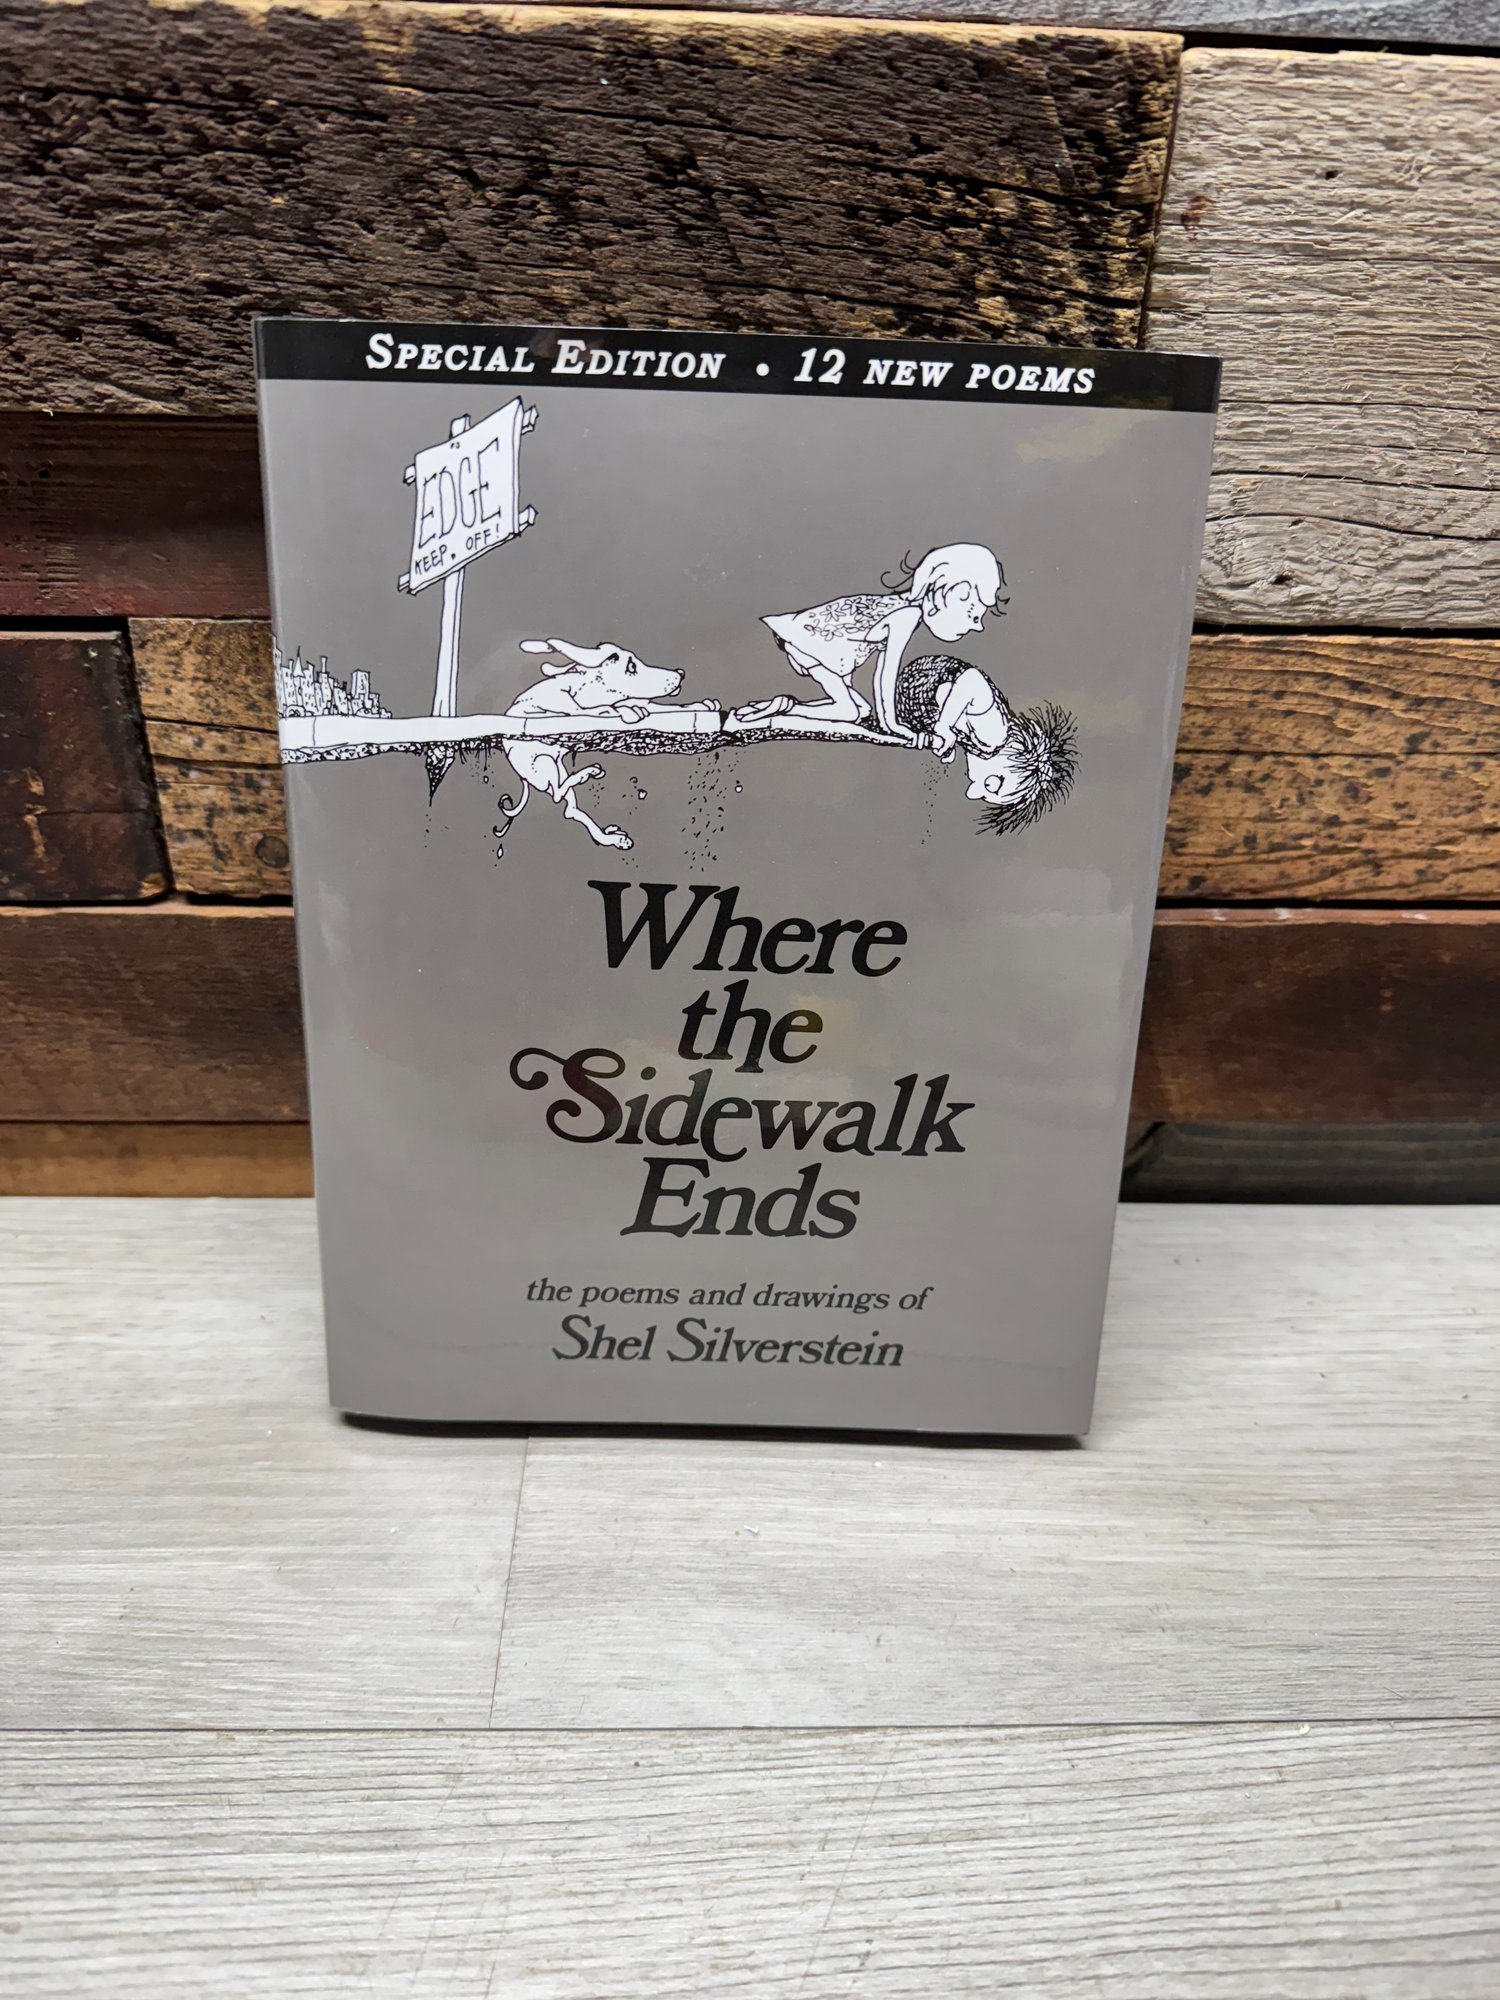 SPECIAL EDITION • 12 NEW POEMS
EDGE
KEEP. OFF!
Where
the
Sidewalk
Ends
the poems and drawings of
Shel Silverstein